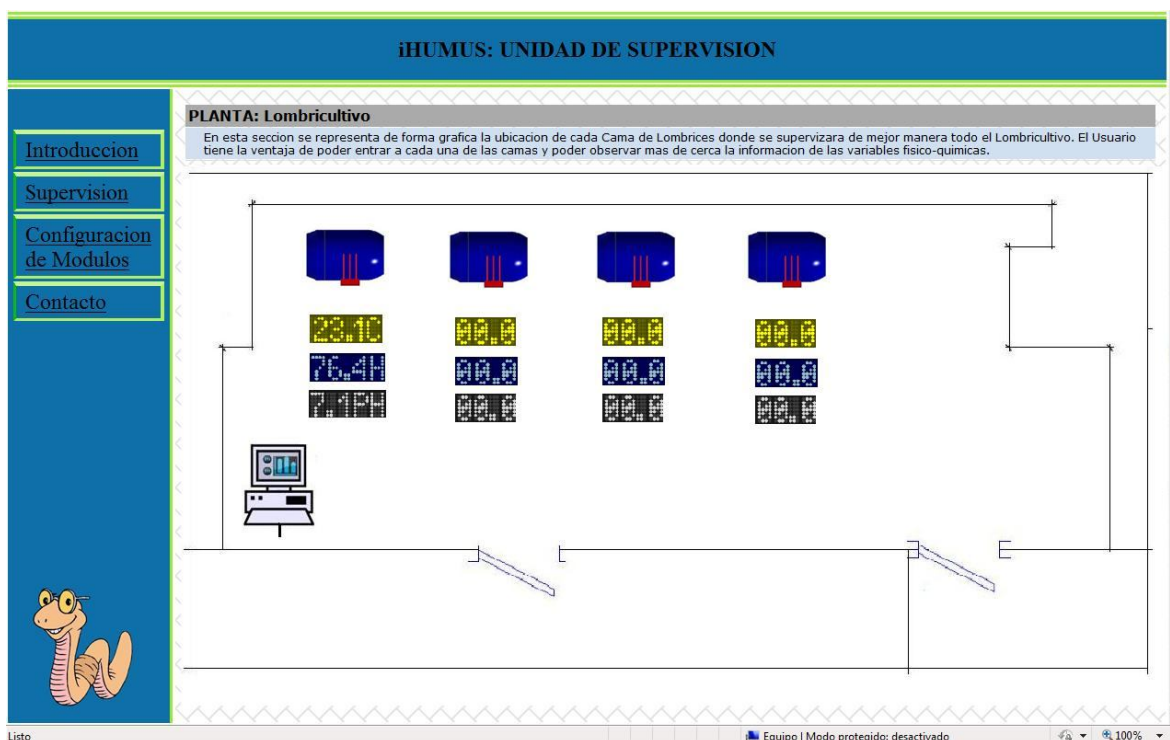 iHUMUS: UNIDAD DE SUPERVISION
Introduccion
Supervision
Configuracion
de Modulos
Contacto
PLANTA: Lombricultivo
En esta seccion se representa de forma grafica la ubicacion de cada Cama de Lombrices donde se supervizara de mejor manera todo el Lombricultivo. El Usuario
tiene la ventaja de poder entrar a cada una de las camas y poder observar mas de cerca la informacion de las variables fisico-quimicas.
23.1C 00.0 00.0 00.0
76.4H 00.0 00.0 00.0
7.1PH 00.0 00.0 00.0
Listo
Equipo | Modo protegido: desactivado
100%